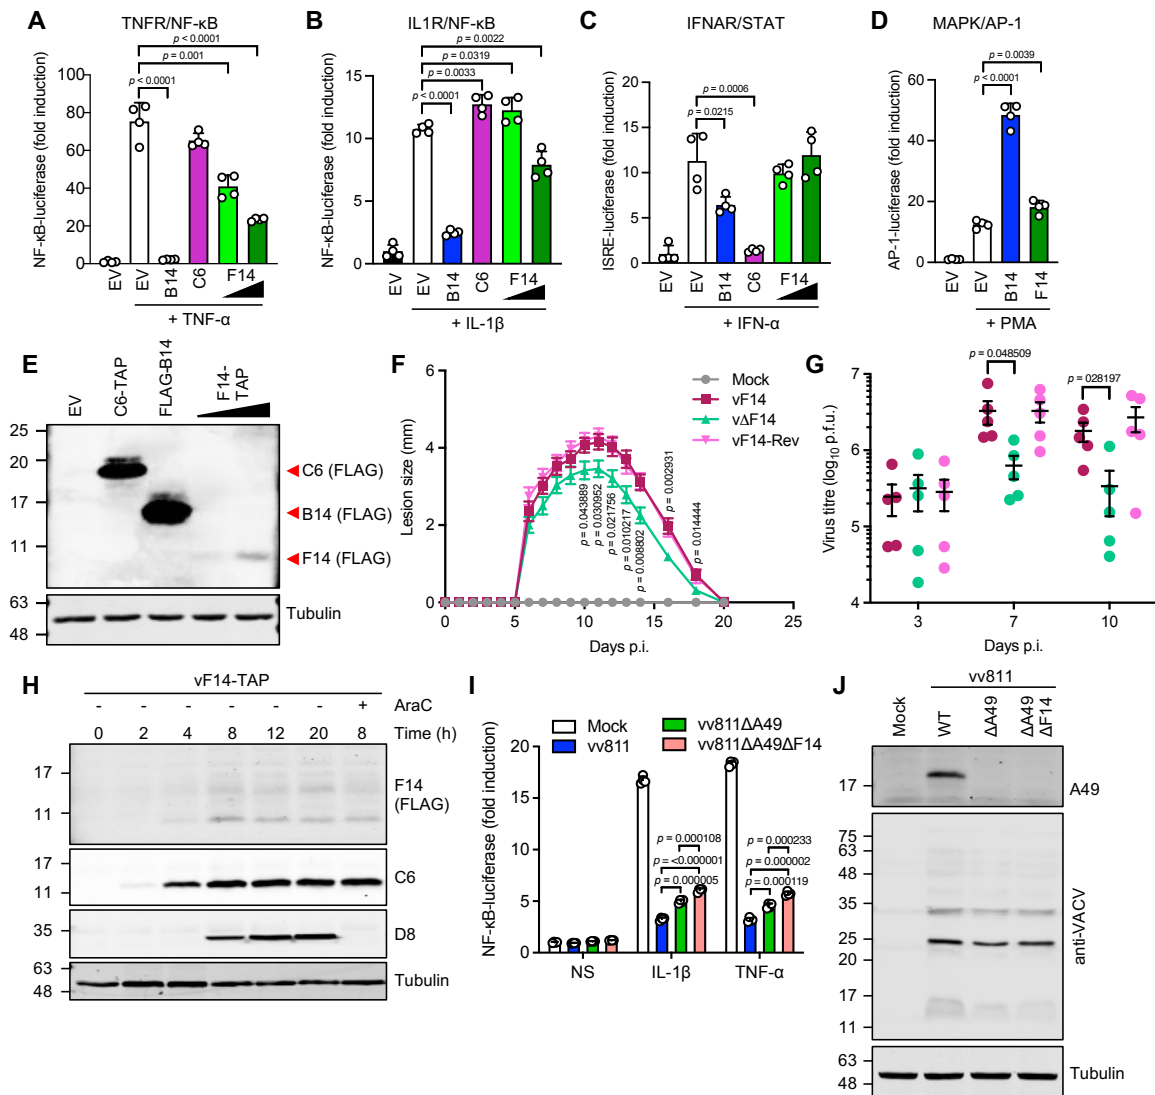 A
TNFR/NF-κB
NF-κB-luciferase (fold induction)
p < 0.0001
p = 0.001
p < 0.0001
100
80
60
40
20
0
EV
EV
B14
C6
F14
+ TNF-α
B
IL1R/NF-κB
NF-κB-luciferase (fold induction)
p = 0.0022
p = 0.0319
p = 0.0033
p < 0.0001
15
10
5
0
EV
EV
B14
C6
F14
+ IL-1β
C
IFNAR/STAT
ISRE-luciferase (fold induction)
p = 0.0006
p = 0.0215
20
15
10
5
0
EV
EV
B14
C6
F14
+ IFN-α
D
MAPK/AP-1
AP-1-luciferase (fold induction)
p = 0.0039
p < 0.0001
60
40
20
0
EV
EV
B14
F14
+ PMA
E
EV
C6-TAP
FLAG-B14
F14-
TAP
25
20
17
11
63
48
C6 (FLAG)
B14 (FLAG)
F14 (FLAG)
Tubulin
F
Lesion size (mm)
6
4
2
0
Mock
vF14
vΔF14
vF14-Rev
p = 0.043889
p = 0.030952
p = 0.021756
p = 0.010217
p = 0.008802
p = 0.002931
p = 0.014444
0
5
10
15
20
25
Days p.i.
G
Virus titre (log10 p.f.u.)
p = 0.048509
p = 028197
7
6
5
4
3
7
10
Days p.i.
H
vF14-TAP
- - - - - - + AraC
0 2 4 8 12 20 8 Time (h)
17
11
F14
(FLAG)
17
11
C6
35
D8
63
48
Tubulin
I
NF-κB-luciferase (fold induction)
Mock
vv811
vv811ΔA49
vv811ΔA49ΔF14
20
15
10
5
0
p = 0.000108
p = <0.000001
p = 0.000005
p = 0.000233
p = 0.000002
p = 0.000119
NS
IL-1β
TNF-α
J
vv811
Mock
WT
ΔA49
ΔA49
ΔF14
17
A49
75
63
48
35
25
20
17
11
anti-VACV
63
48
Tubulin